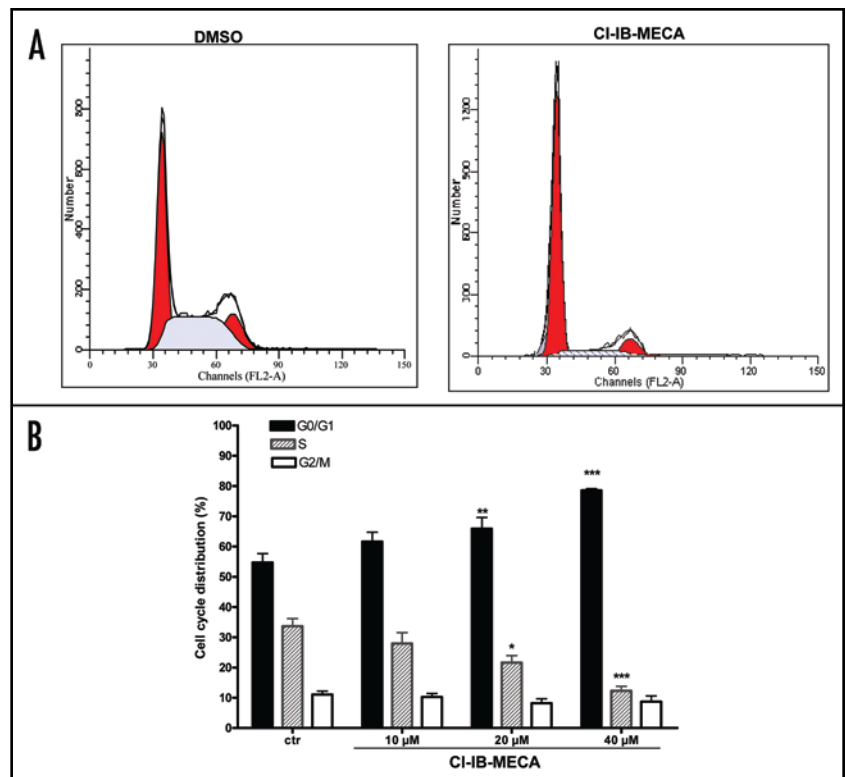 A
DMSO
Cl-IB-MECA
Number
800
600
400
200
0
0 30 60 90 120 150
Channels (FL2-A)
Number
1200
900
600
300
0
0 30 60 90 120 150
Channels (FL2-A)
B
G0/G1
S
G2/M
Cell cycle distribution (%)
100
90
80
70
60
50
40
30
20
10
0
**
*
***
***
ctr 10 µM 20 µM 40 µM
Cl-IB-MECA